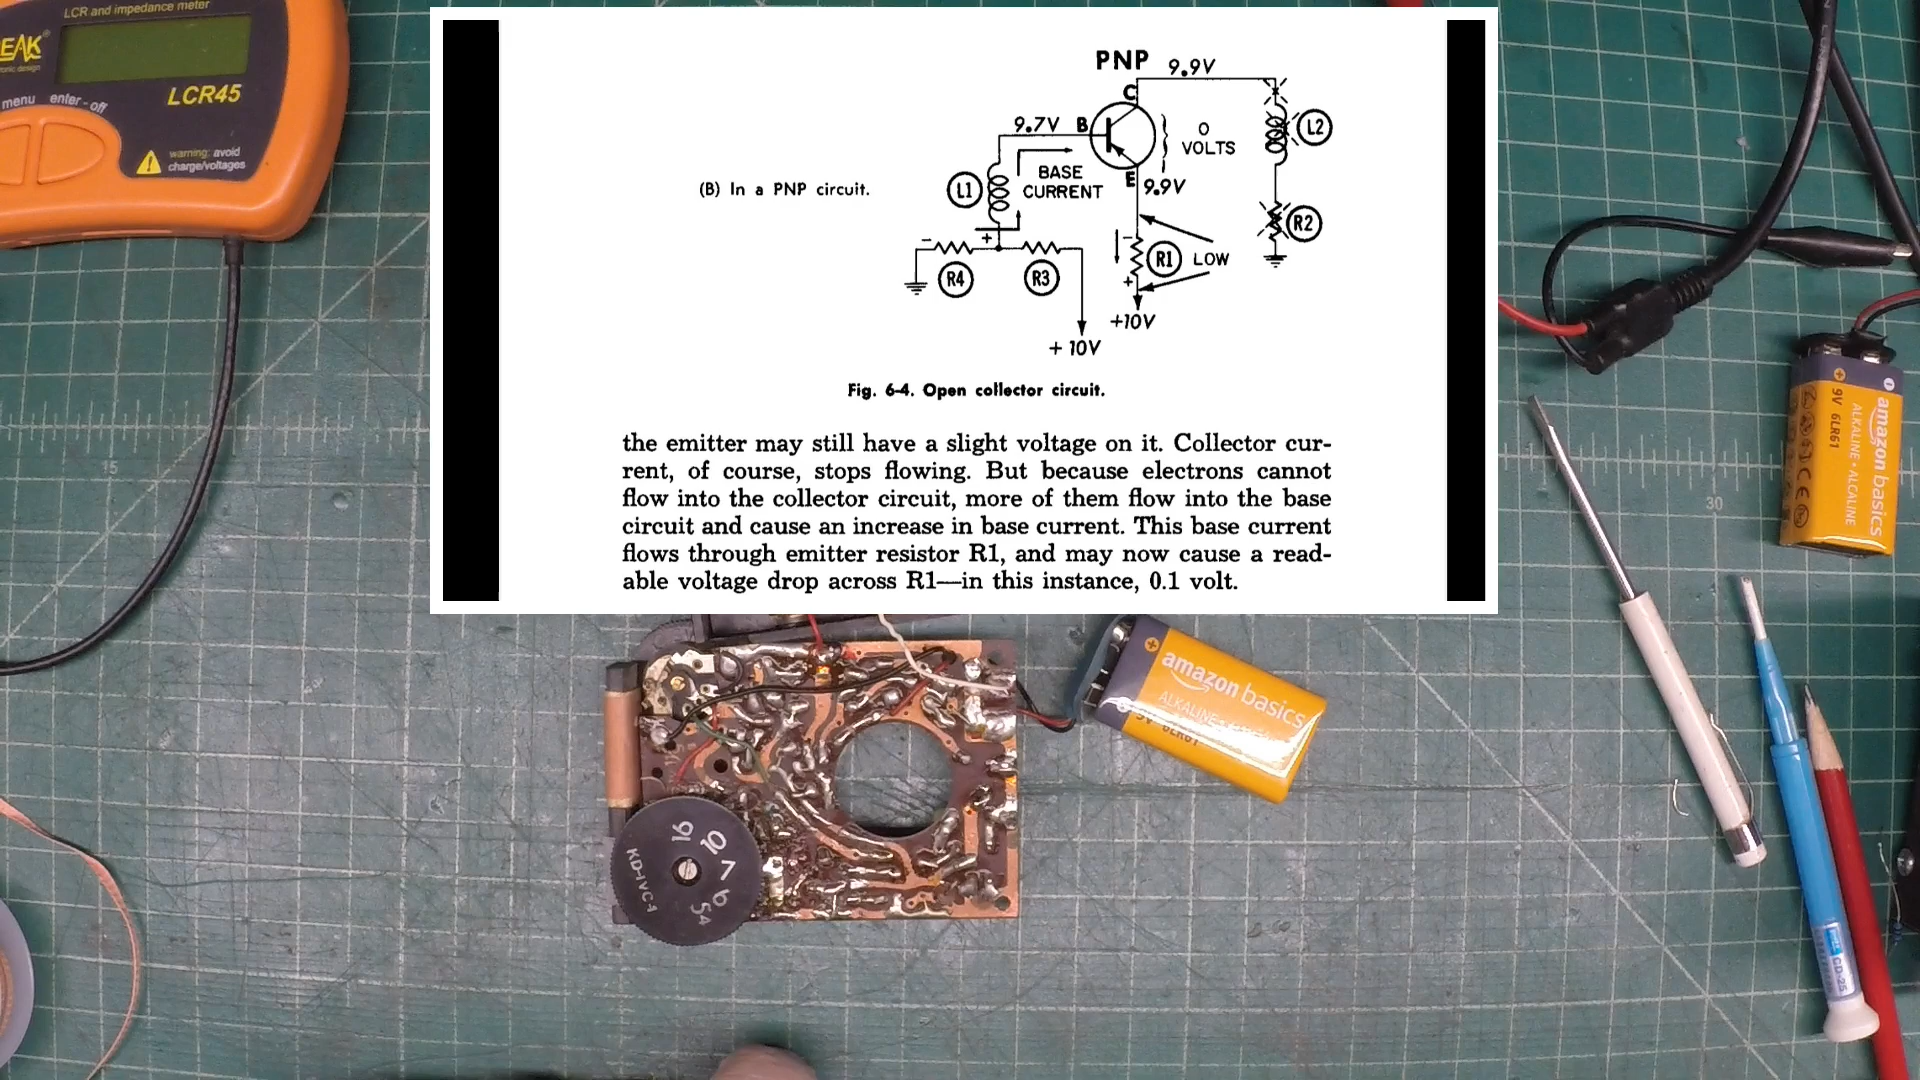 LCR and impedance meter
LCR45
menu enter - off
warning: avoid
charge/voltages
PNP
9.9V
C
9.7V
B
0
VOLTS
L2
BASE
CURRENT
E
9.9V
(B) In a PNP circuit.
L1
R2
-
+
-
R4
R3
R1
LOW
+
+10V
+ 10V
Fig. 6-4. Open collector circuit.
the emitter may still have a slight voltage on it. Collector cur-
rent, of course, stops flowing. But because electrons cannot
flow into the collector circuit, more of them flow into the base
circuit and cause an increase in base current. This base current
flows through emitter resistor R1, and may now cause a read-
able voltage drop across R1—in this instance, 0.1 volt.
amazon basics
ALKALINE
amazon basics
ALKALINE • ALCALINE
9V 6LR61
15
30
16
10
7
6
54
KD-IVC-1
CD-25